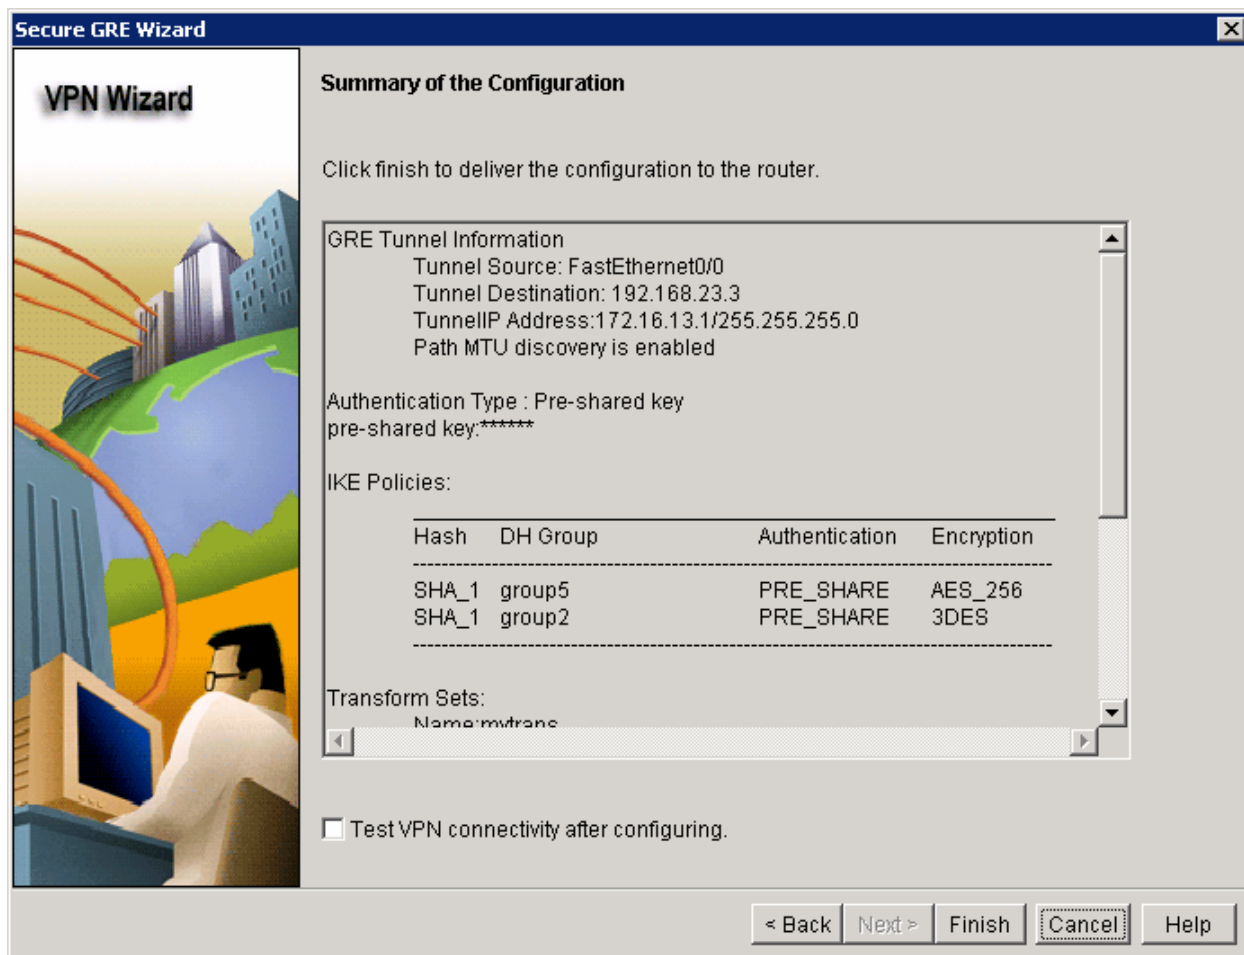 Secure GRE Wizard
VPN Wizard
Summary of the Configuration
Click finish to deliver the configuration to the router.
GRE Tunnel Information
Tunnel Source: FastEthernet0/0
Tunnel Destination: 192.168.23.3
TunnelIP Address:172.16.13.1/255.255.255.0
Path MTU discovery is enabled
Authentication Type : Pre-shared key
pre-shared key:******
IKE Policies:
Hash DH Group Authentication Encryption
SHA_1 group5 PRE_SHARE AES_256
SHA_1 group2 PRE_SHARE 3DES
Transform Sets:
Name:mytrans
Test VPN connectivity after configuring.
< Back Next > Finish Cancel Help